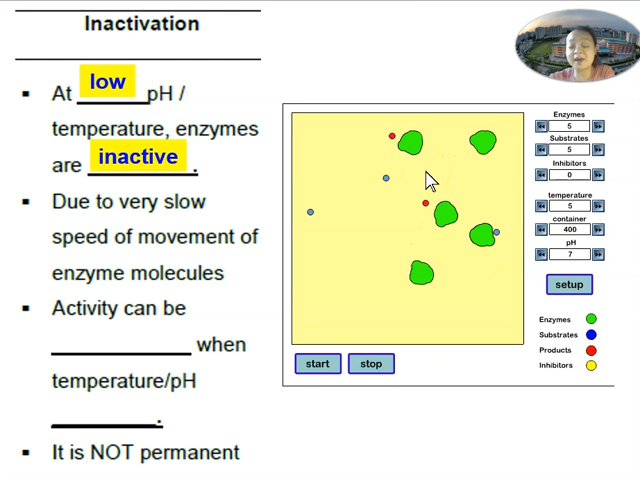 Inactivation
At low pH /
temperature, enzymes
are inactive .
Due to very slow
speed of movement of
enzyme molecules
Activity can be
____________ when
temperature/pH
_________.
It is NOT permanent
Enzymes
5
Substrates
5
Inhibitors
0
temperature
5
container
400
pH
7
setup
Enzymes
Substrates
Products
Inhibitors
start stop